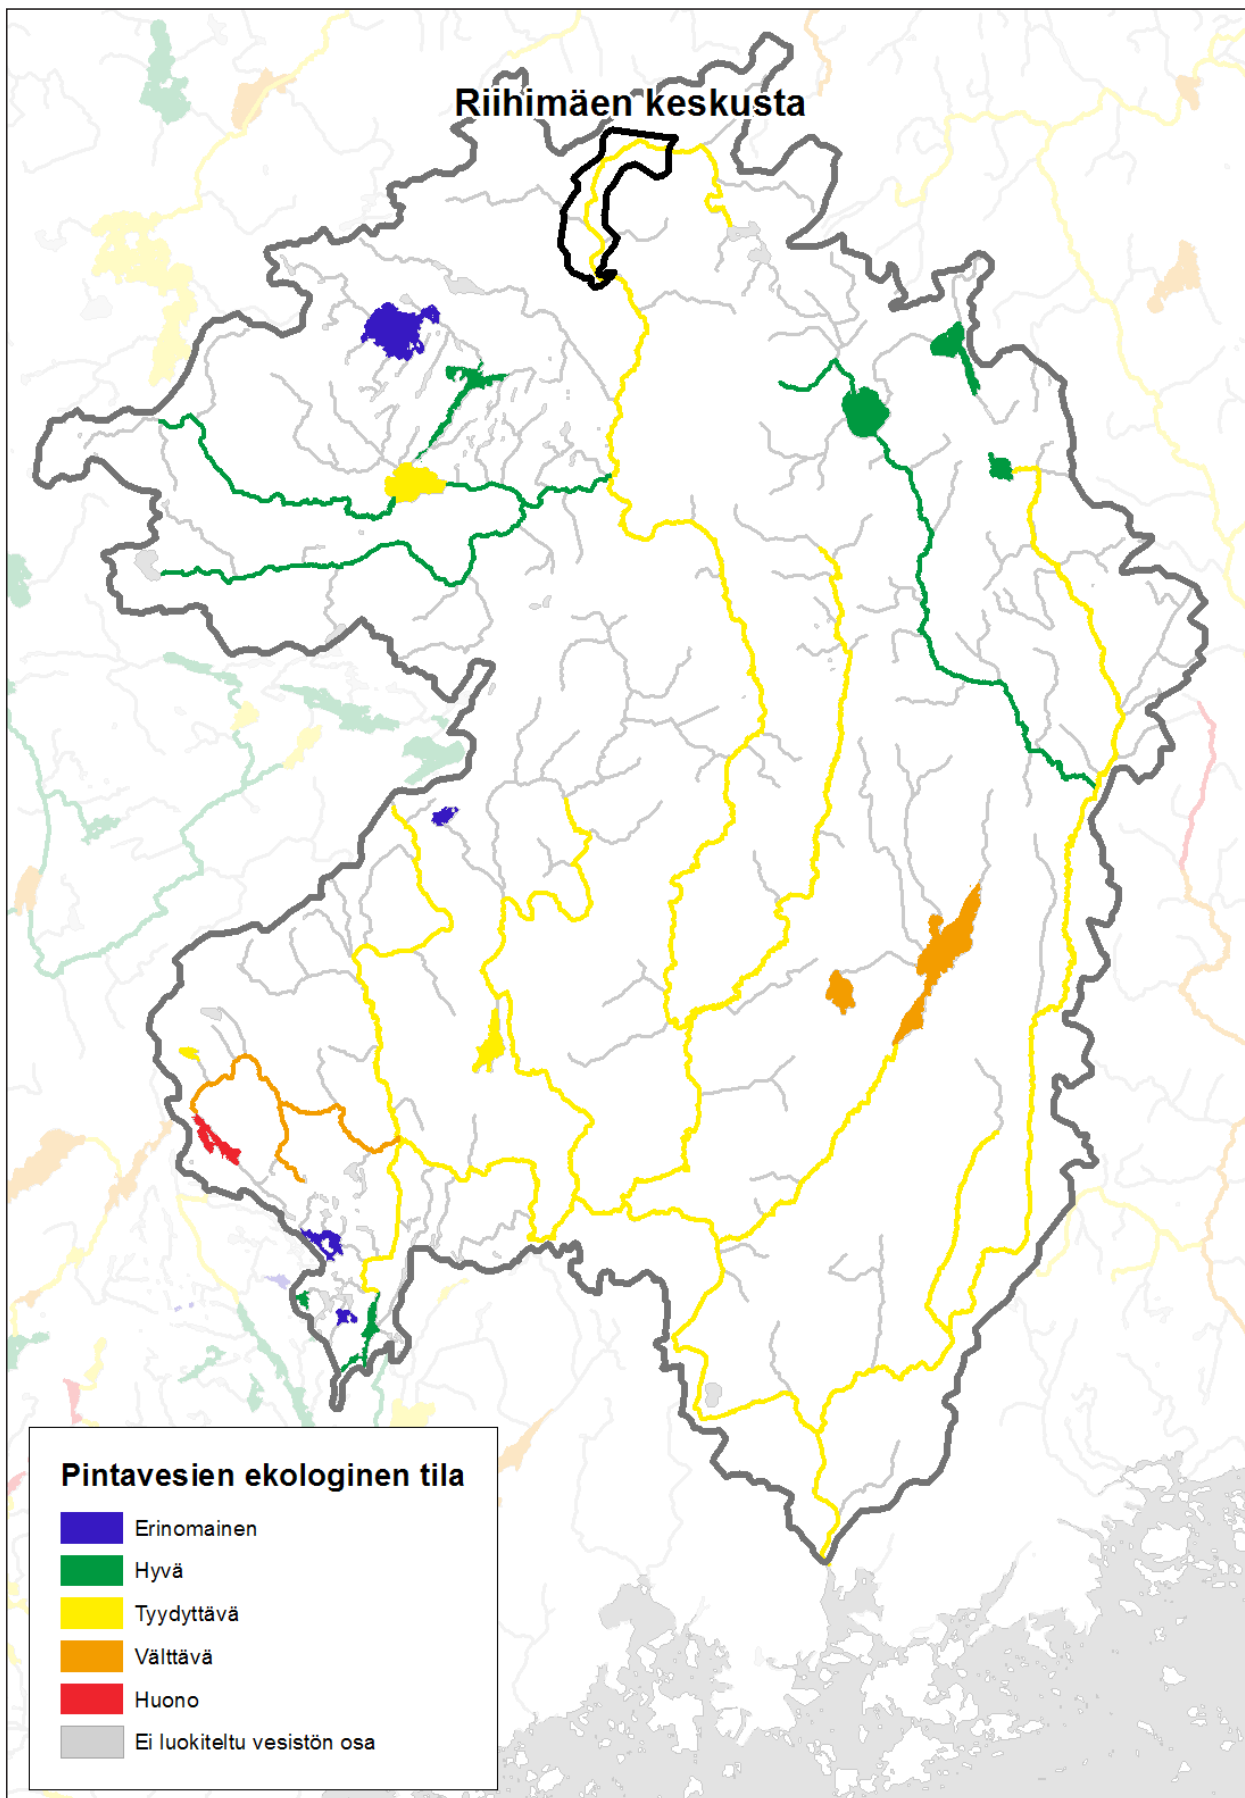 Riihimäen keskusta
Pintavesien ekologinen tila
Erinomainen
Hyvä
Tyydyttävä
Välttävä
Huono
Ei luokiteltu vesistön osa